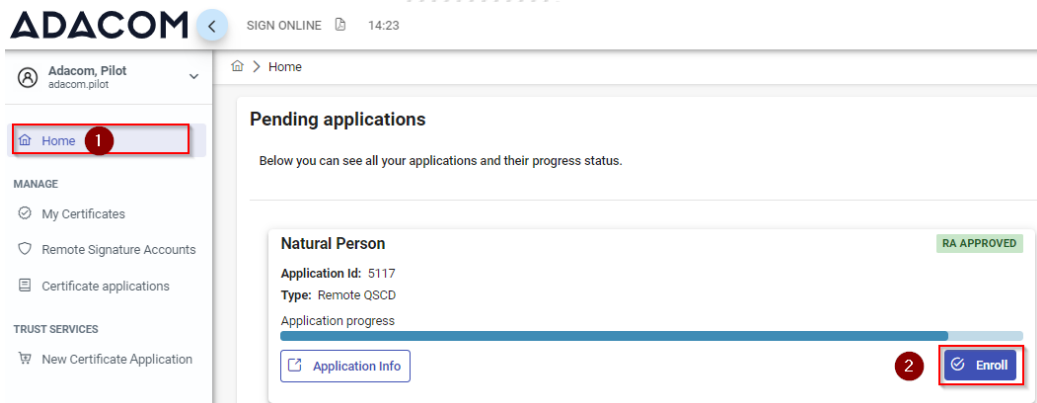 ADACOM
SIGN ONLINE 14:23
Adacom, Pilot
adacom.pilot
Home
Home 1
MANAGE
My Certificates
Remote Signature Accounts
Certificate applications
TRUST SERVICES
New Certificate Application
Pending applications
Below you can see all your applications and their progress status.
Natural Person
RA APPROVED
Application Id: 5117
Type: Remote QSCD
Application progress
Application Info
2 Enroll